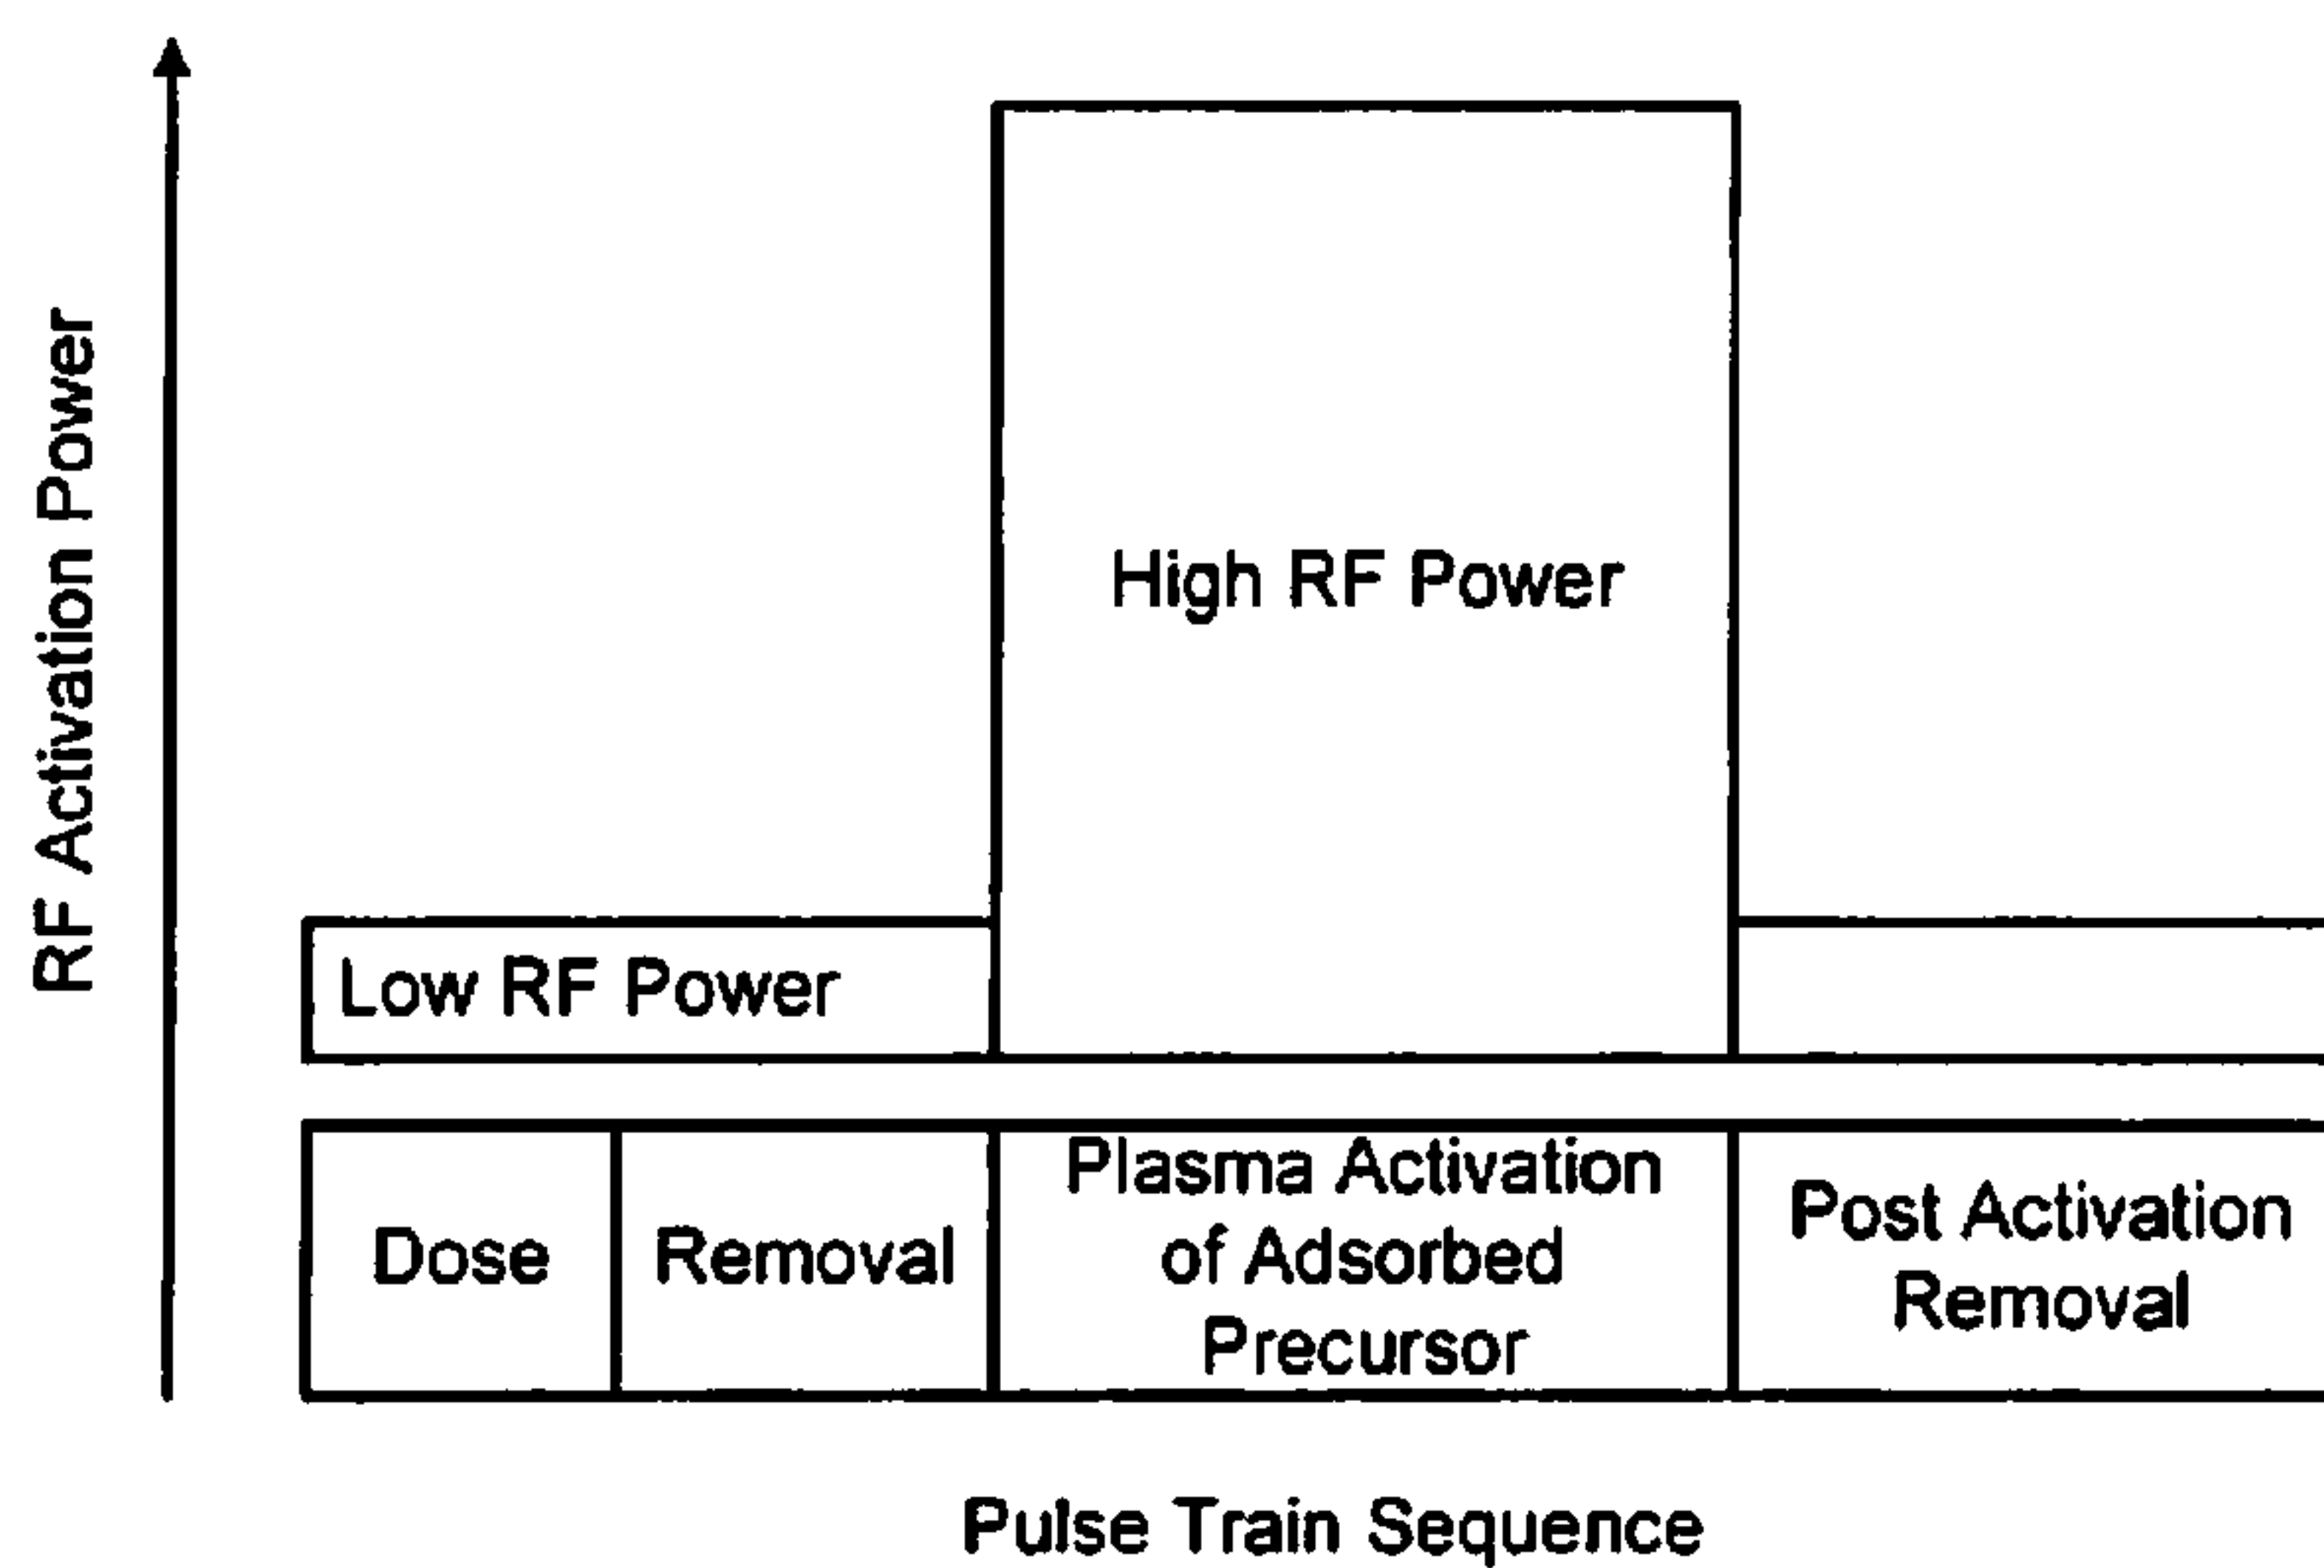 RF Activation Power
High RF Power
Low RF Power
Dose
Removal
Plasma Activation
of Adsorbed
Precursor
Post Activation
Removal
Pulse Train Sequence